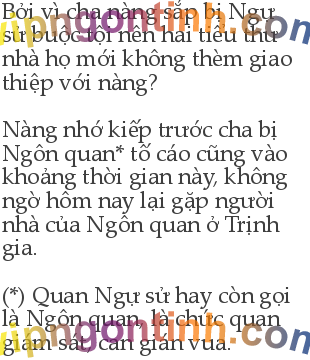 Bởi vì cha nàng sắp bị Ngự
sử buộc tội nên hai tiểu thư
nhà họ mới không thèm giao
thiệp với nàng?
Nàng nhớ kiếp trước cha bị
Ngôn quan* tố cáo cũng vào
khoảng thời gian này, không
ngờ hôm nay lại gặp người
nhà của Ngôn quan ở Trịnh
gia.
(*) Quan Ngự sử hay còn gọi
là Ngôn quan, là chức quan
giám sát, can gián vua.
vipngontinh.com
vipngontinh.com